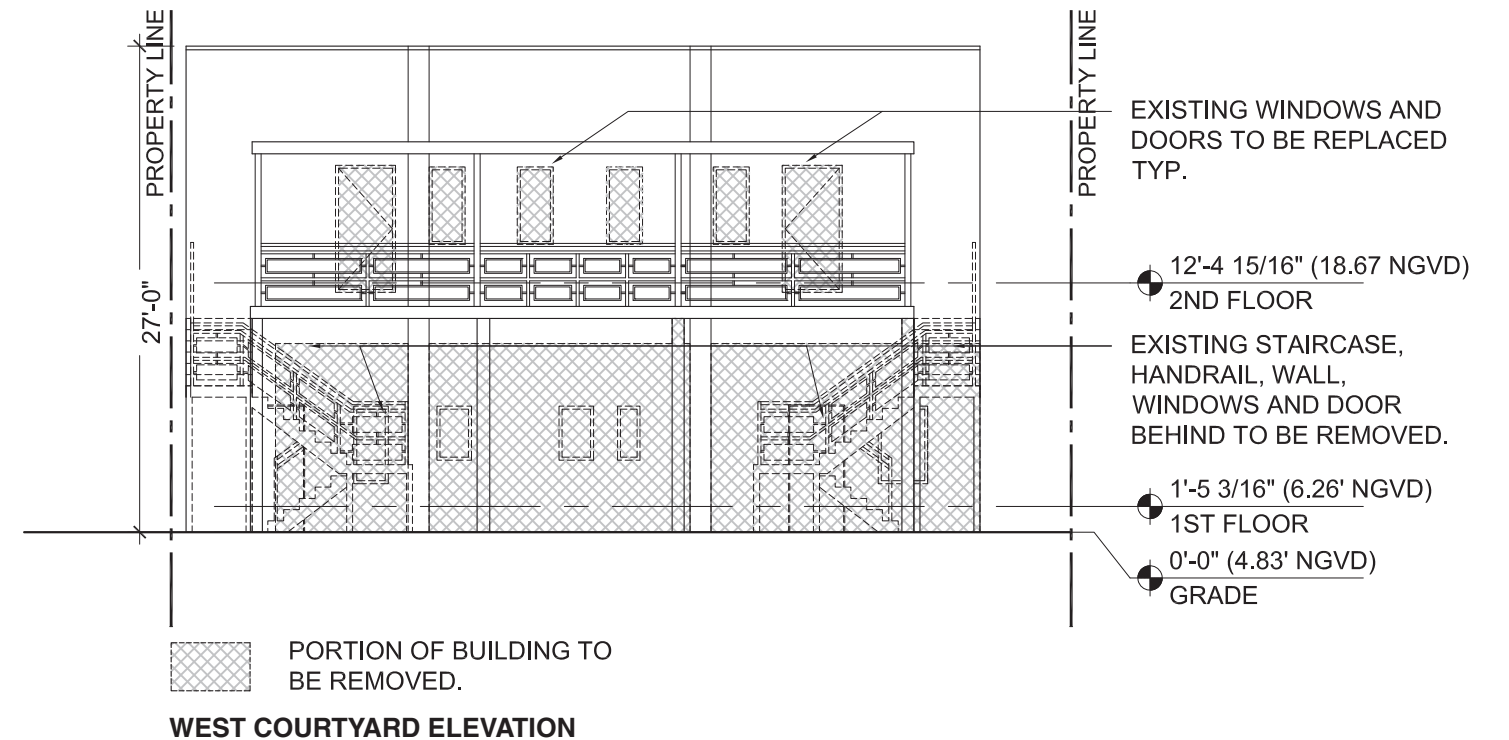 PROPERTY LINE
27'-0"
PROPERTY LINE
EXISTING WINDOWS AND
DOORS TO BE REPLACED
TYP.
12'-4 15/16" (18.67 NGVD)
2ND FLOOR
EXISTING STAIRCASE,
HANDRAIL, WALL,
WINDOWS AND DOOR
BEHIND TO BE REMOVED.
1'-5 3/16" (6.26' NGVD)
1ST FLOOR
0'-0" (4.83' NGVD)
GRADE
PORTION OF BUILDING TO
BE REMOVED.
WEST COURTYARD ELEVATION